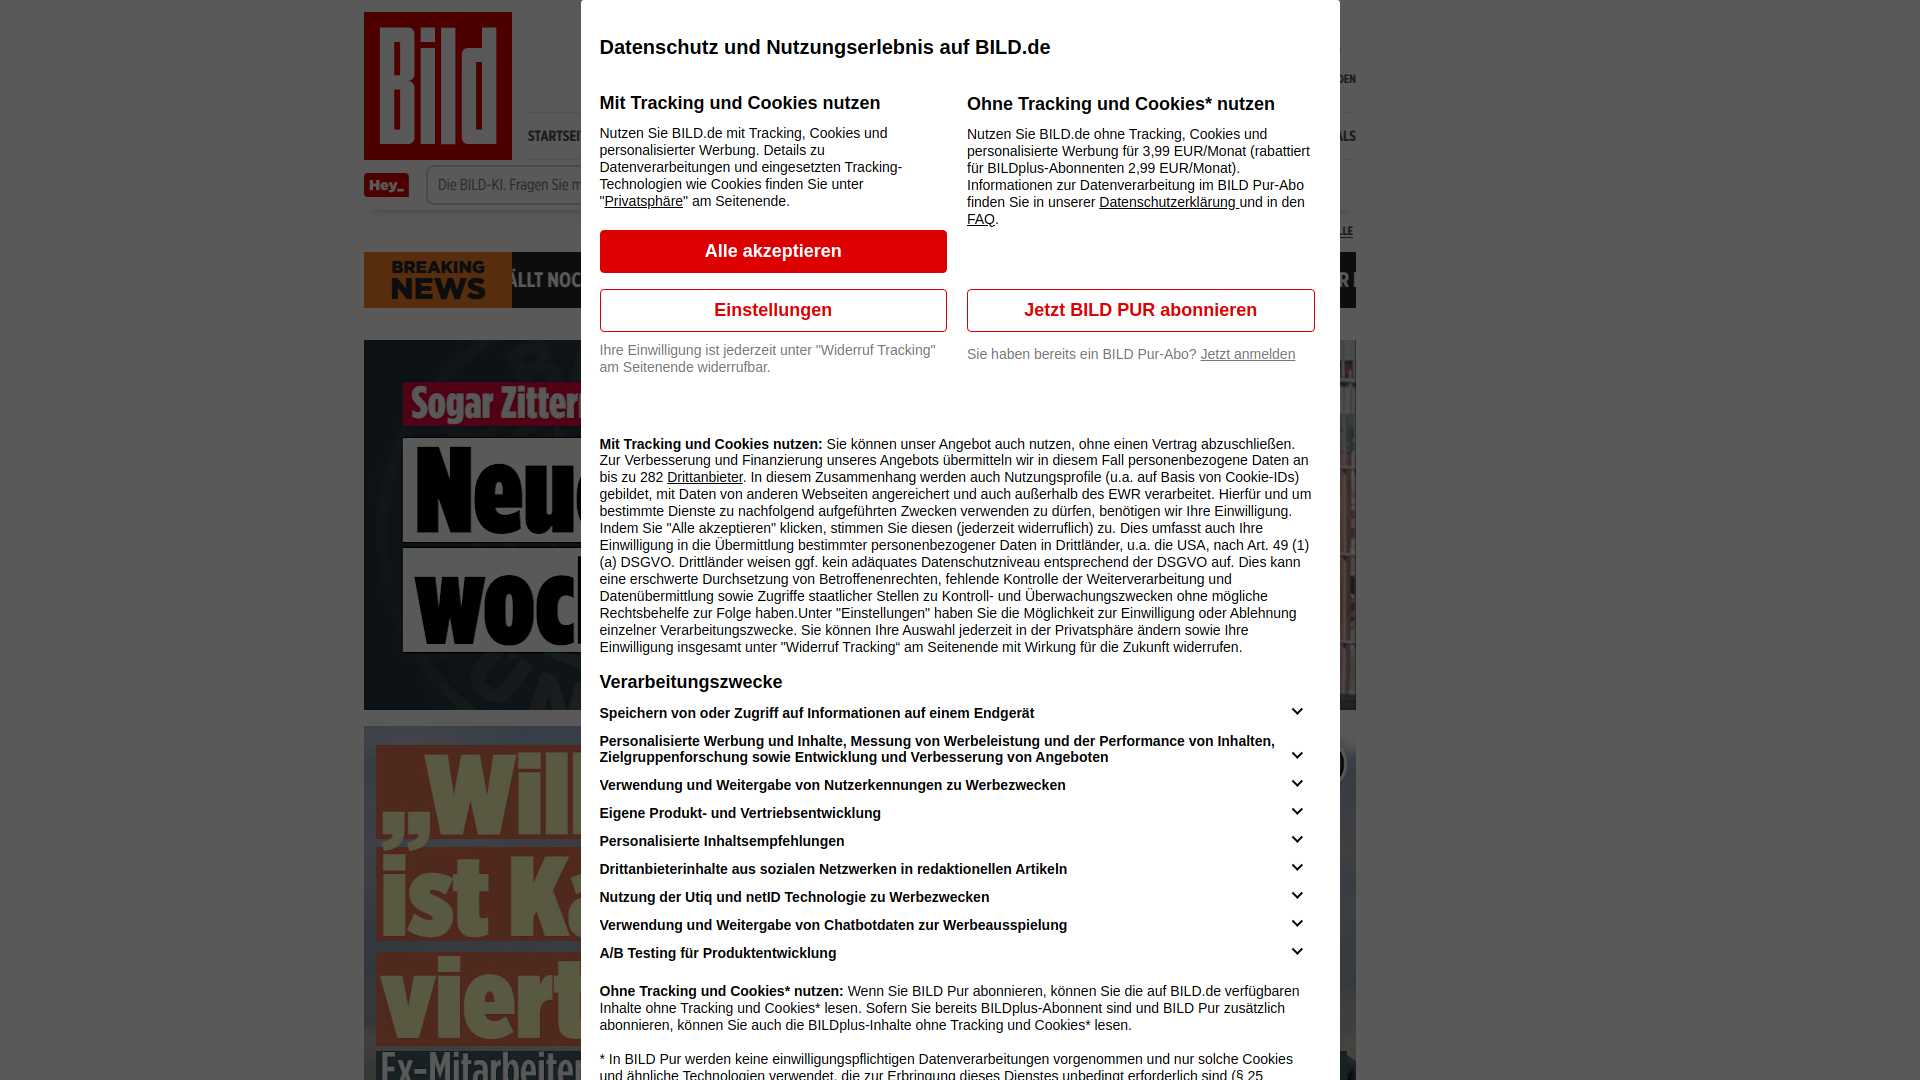 Bild
DEN
STARTSEI
ALS
Hey_
Die BILD-KI. Fragen Sie m
LLE
BREAKING
NEWS
ÄLLT NOC
R
Sogar Zittern
Neue
woch
„Will
ist Ka
viert
Ex-Mitarbeiter
Datenschutz und Nutzungserlebnis auf BILD.de
Mit Tracking und Cookies nutzen
Nutzen Sie BILD.de mit Tracking, Cookies und
personalisierter Werbung. Details zu
Datenverarbeitungen und eingesetzten Tracking-
Technologien wie Cookies finden Sie unter
"Privatsphäre" am Seitenende.
Alle akzeptieren
Einstellungen
Ihre Einwilligung ist jederzeit unter "Widerruf Tracking"
am Seitenende widerrufbar.
Ohne Tracking und Cookies* nutzen
Nutzen Sie BILD.de ohne Tracking, Cookies und
personalisierte Werbung für 3,99 EUR/Monat (rabattiert
für BILDplus-Abonnenten 2,99 EUR/Monat).
Informationen zur Datenverarbeitung im BILD Pur-Abo
finden Sie in unserer Datenschutzerklärung und in den
FAQ.
Jetzt BILD PUR abonnieren
Sie haben bereits ein BILD Pur-Abo? Jetzt anmelden
Mit Tracking und Cookies nutzen: Sie können unser Angebot auch nutzen, ohne einen Vertrag abzuschließen.
Zur Verbesserung und Finanzierung unseres Angebots übermitteln wir in diesem Fall personenbezogene Daten an
bis zu 282 Drittanbieter. In diesem Zusammenhang werden auch Nutzungsprofile (u.a. auf Basis von Cookie-IDs)
gebildet, mit Daten von anderen Webseiten angereichert und auch außerhalb des EWR verarbeitet. Hierfür und um
bestimmte Dienste zu nachfolgend aufgeführten Zwecken verwenden zu dürfen, benötigen wir Ihre Einwilligung.
Indem Sie "Alle akzeptieren" klicken, stimmen Sie diesen (jederzeit widerruflich) zu. Dies umfasst auch Ihre
Einwilligung in die Übermittlung bestimmter personenbezogener Daten in Drittländer, u.a. die USA, nach Art. 49 (1)
(a) DSGVO. Drittländer weisen ggf. kein adäquates Datenschutzniveau entsprechend der DSGVO auf. Dies kann
eine erschwerte Durchsetzung von Betroffenenrechten, fehlende Kontrolle der Weiterverarbeitung und
Datenübermittlung sowie Zugriffe staatlicher Stellen zu Kontroll- und Überwachungszwecken ohne mögliche
Rechtsbehelfe zur Folge haben.Unter "Einstellungen" haben Sie die Möglichkeit zur Einwilligung oder Ablehnung
einzelner Verarbeitungszwecke. Sie können Ihre Auswahl jederzeit in der Privatsphäre ändern sowie Ihre
Einwilligung insgesamt unter "Widerruf Tracking“ am Seitenende mit Wirkung für die Zukunft widerrufen.
Verarbeitungszwecke
Speichern von oder Zugriff auf Informationen auf einem Endgerät
Personalisierte Werbung und Inhalte, Messung von Werbeleistung und der Performance von Inhalten,
Zielgruppenforschung sowie Entwicklung und Verbesserung von Angeboten
Verwendung und Weitergabe von Nutzerkennungen zu Werbezwecken
Eigene Produkt- und Vertriebsentwicklung
Personalisierte Inhaltsempfehlungen
Drittanbieterinhalte aus sozialen Netzwerken in redaktionellen Artikeln
Nutzung der Utiq und netID Technologie zu Werbezwecken
Verwendung und Weitergabe von Chatbotdaten zur Werbeausspielung
A/B Testing für Produktentwicklung
Ohne Tracking und Cookies* nutzen: Wenn Sie BILD Pur abonnieren, können Sie die auf BILD.de verfügbaren
Inhalte ohne Tracking und Cookies* lesen. Sofern Sie bereits BILDplus-Abonnent sind und BILD Pur zusätzlich
abonnieren, können Sie auch die BILDplus-Inhalte ohne Tracking und Cookies* lesen.
* In BILD Pur werden keine einwilligungspflichtigen Datenverarbeitungen vorgenommen und nur solche Cookies
und ähnliche Technologien verwendet, die zur Erbringung dieses Dienstes unbedingt erforderlich sind (§ 25